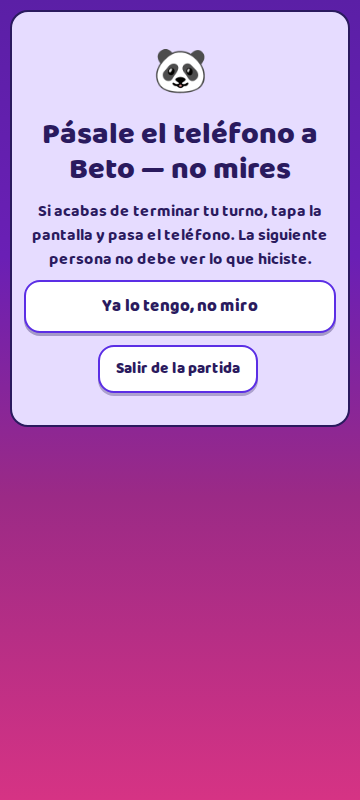 Pásale el teléfono a
Beto — no mires
Si acabas de terminar tu turno, tapa la
pantalla y pasa el teléfono. La siguiente
persona no debe ver lo que hiciste.
Ya lo tengo, no miro
Salir de la partida